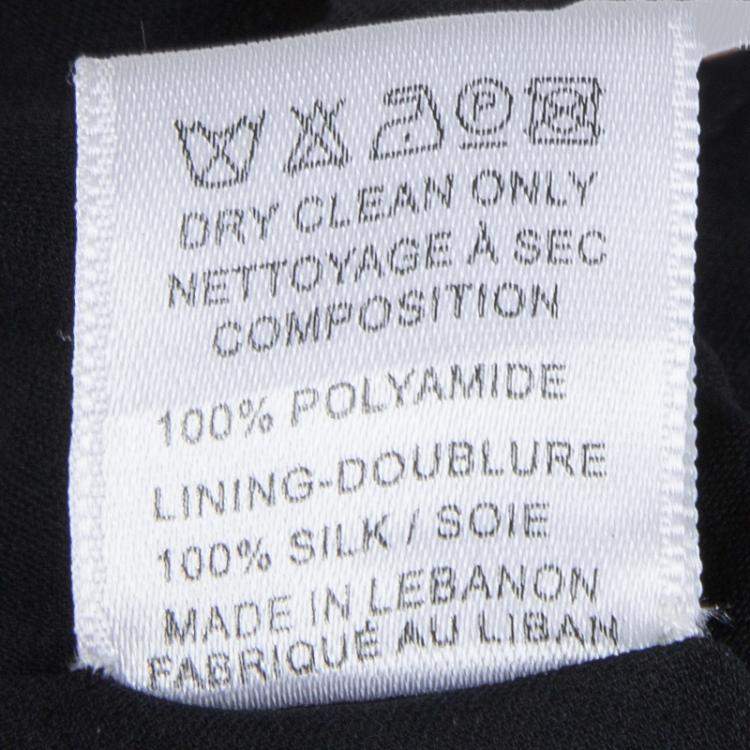 P
DRY CLEAN ONLY
NETTOYAGE À SEC
COMPOSITION
100% POLYAMIDE
LINING-DOUBLURE
100% SILK / SOIE
MADE IN LEBANON
FABRIQUÉ AU LIBAN